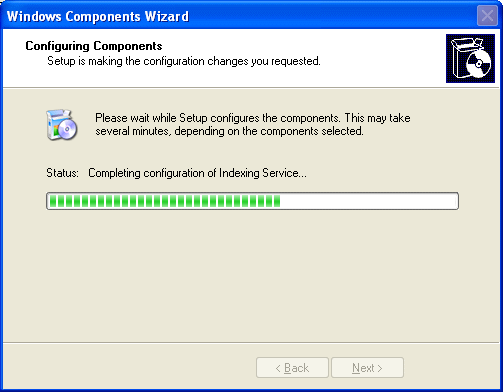 Windows Components Wizard
Configuring Components
Setup is making the configuration changes you requested.
Please wait while Setup configures the components. This may take
several minutes, depending on the components selected.
Status: Completing configuration of Indexing Service...
< Back Next >